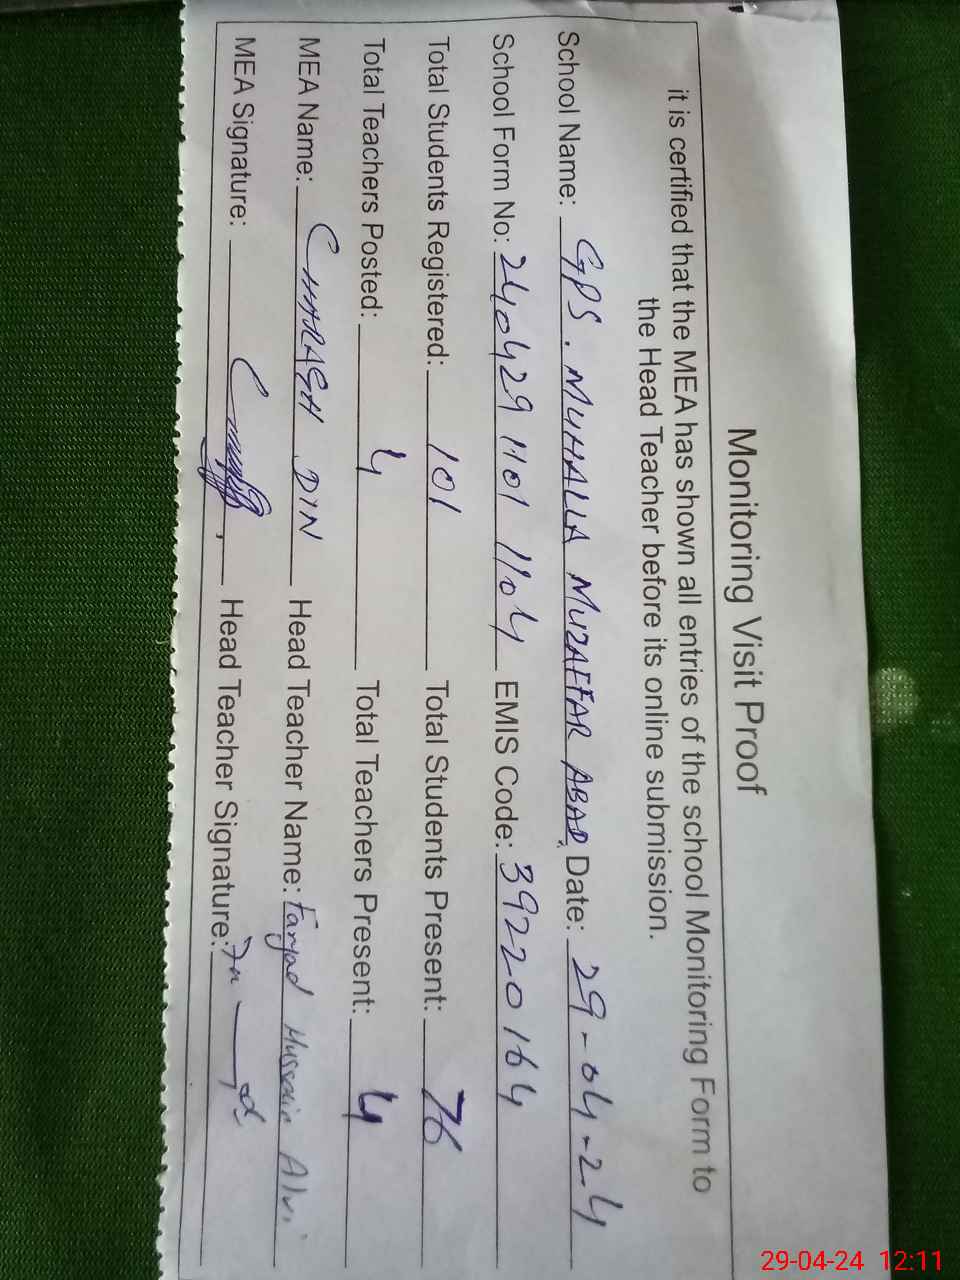 Monitoring Visit Proof
it is certified that the MEA has shown all entries of the school Monitoring Form to
the Head Teacher before its online submission.
School Name: GPS. MUHALLA MUZAFFAR ABAD, Date: 29-04-24
School Form No: 24042911011104 EMIS Code: 39220164
Total Students Registered: 101 Total Students Present: 76
Total Teachers Posted: 4 Total Teachers Present: 4
MEA Name: CHARAGH DIN Head Teacher Name: Farjad Hussain Alvi
MEA Signature: Head Teacher Signature:
29-04-24 12:11